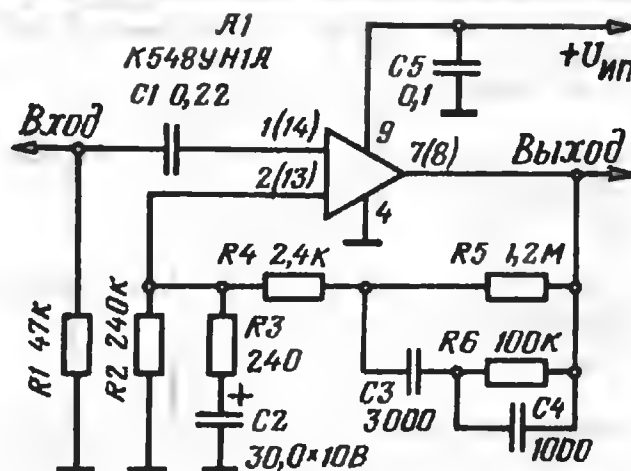 А1
К548УН1А
С1 0,22
С5
0,1
+Uип
Вход
1(14)
9
7(8)
Выход
2(13)
4
R4 2,4к
R5 1,2М
R1 47к
R2 240к
R3
240
R6 100к
С3
3000
С4
1000
С2
+
30,0×10В